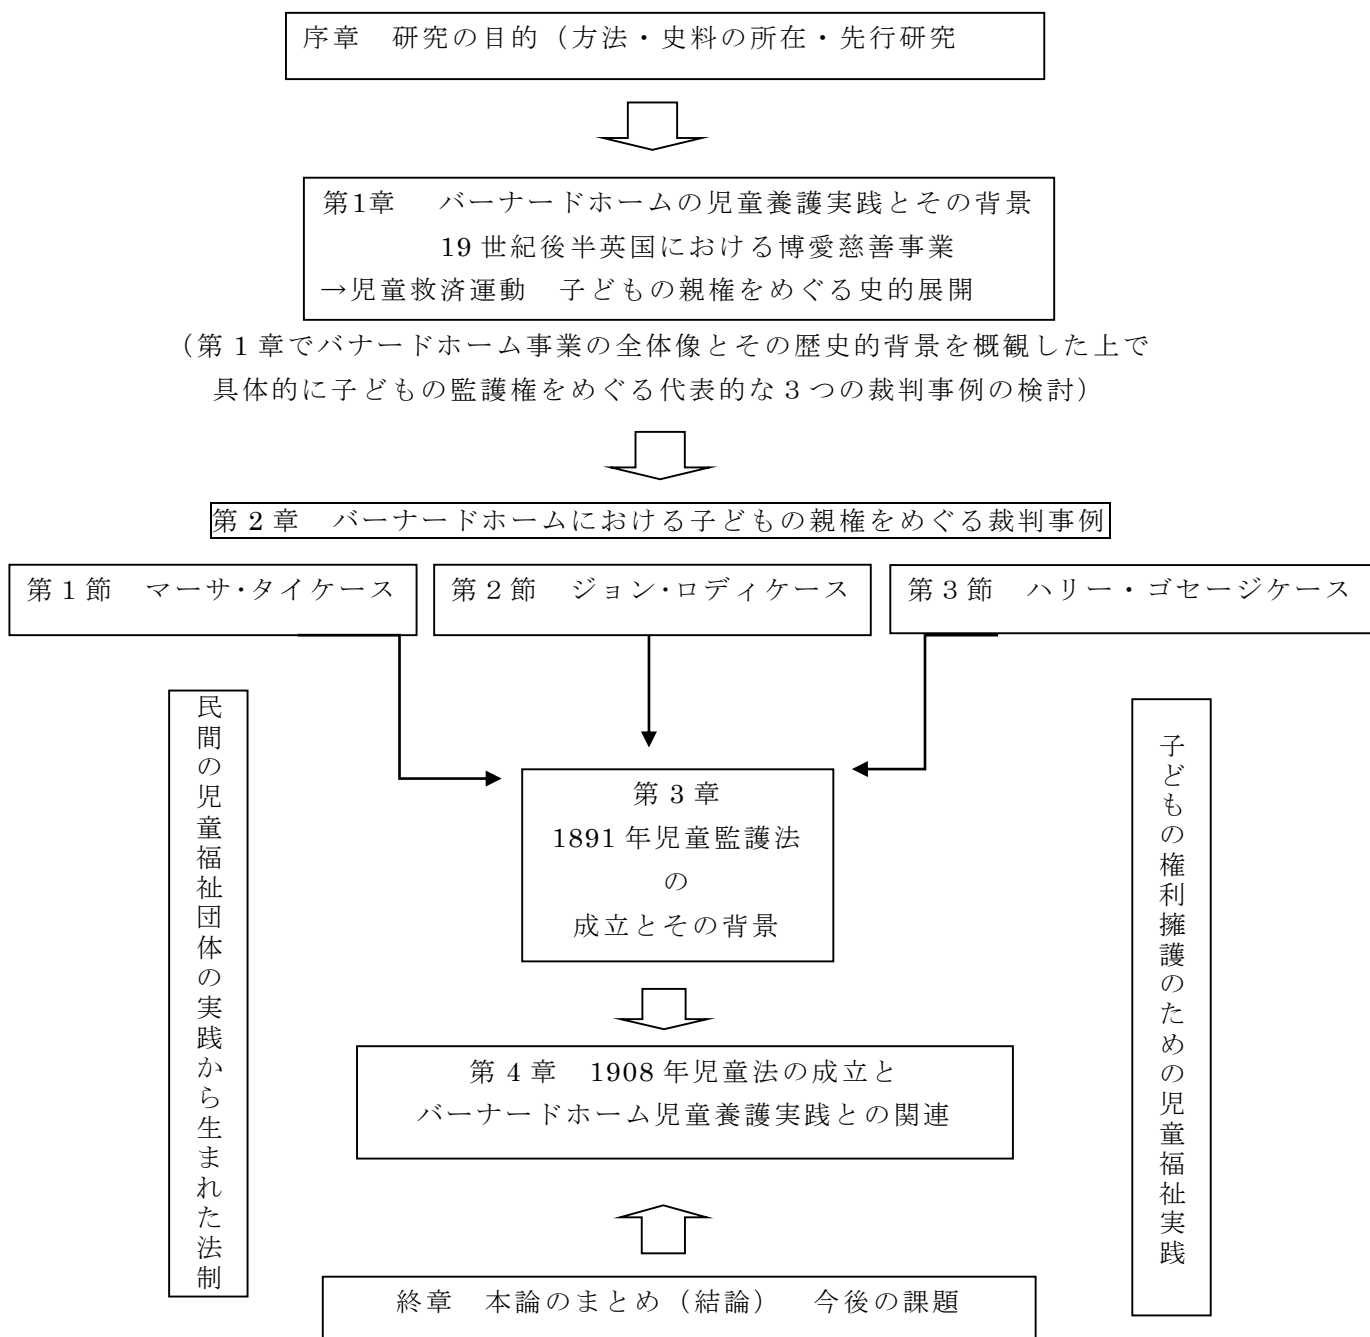 序章　研究の目的（方法・史料の所在・先行研究
第1章　バーナードホームの児童養護実践とその背景
19世紀後半英国における博愛慈善事業
→児童救済運動　子どもの親権をめぐる史的展開
（第1章でバナードホーム事業の全体像とその歴史的背景を概観した上で
具体的に子どもの監護権をめぐる代表的な3つの裁判事例の検討）
第2章　バーナードホームにおける子どもの親権をめぐる裁判事例
第1節　マーサ・タイケース
第2節　ジョン・ロディケース
第3節　ハリー・ゴセージケース
民間の児童福祉団体の実践から生まれた法制
第3章
1891年児童監護法
の
成立とその背景
子どもの権利擁護のための児童福祉実践
第4章　1908年児童法の成立と
バーナードホーム児童養護実践との関連
終章　本論のまとめ（結論）　今後の課題